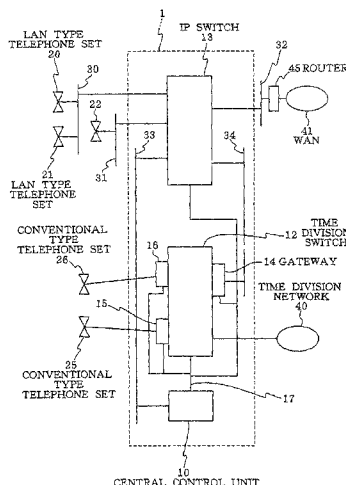 1
IP SWITCH
13
32
45 ROUTER
LAN TYPE
TELEPHONE SET
20
30
22
33
34
41
WAN
21
31
LAN TYPE
TELEPHONE
SET
CONVENTIONAL
TYPE
TELEPHONE SET
26
16
12
TIME
DIVISION
SWITCH
14 GATEWAY
TIME DIVISION
NETWORK
40
15
25
CONVENTIONAL
TYPE
TELEPHONE SET
17
10
CENTRAL CONTROL UNIT